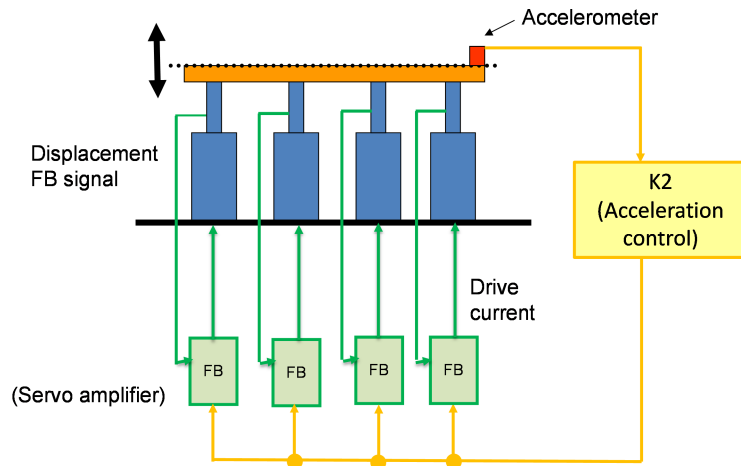 Accelerometer
Displacement
FB signal
K2
(Acceleration
control)
Drive
current
(Servo amplifier)
FB
FB
FB
FB